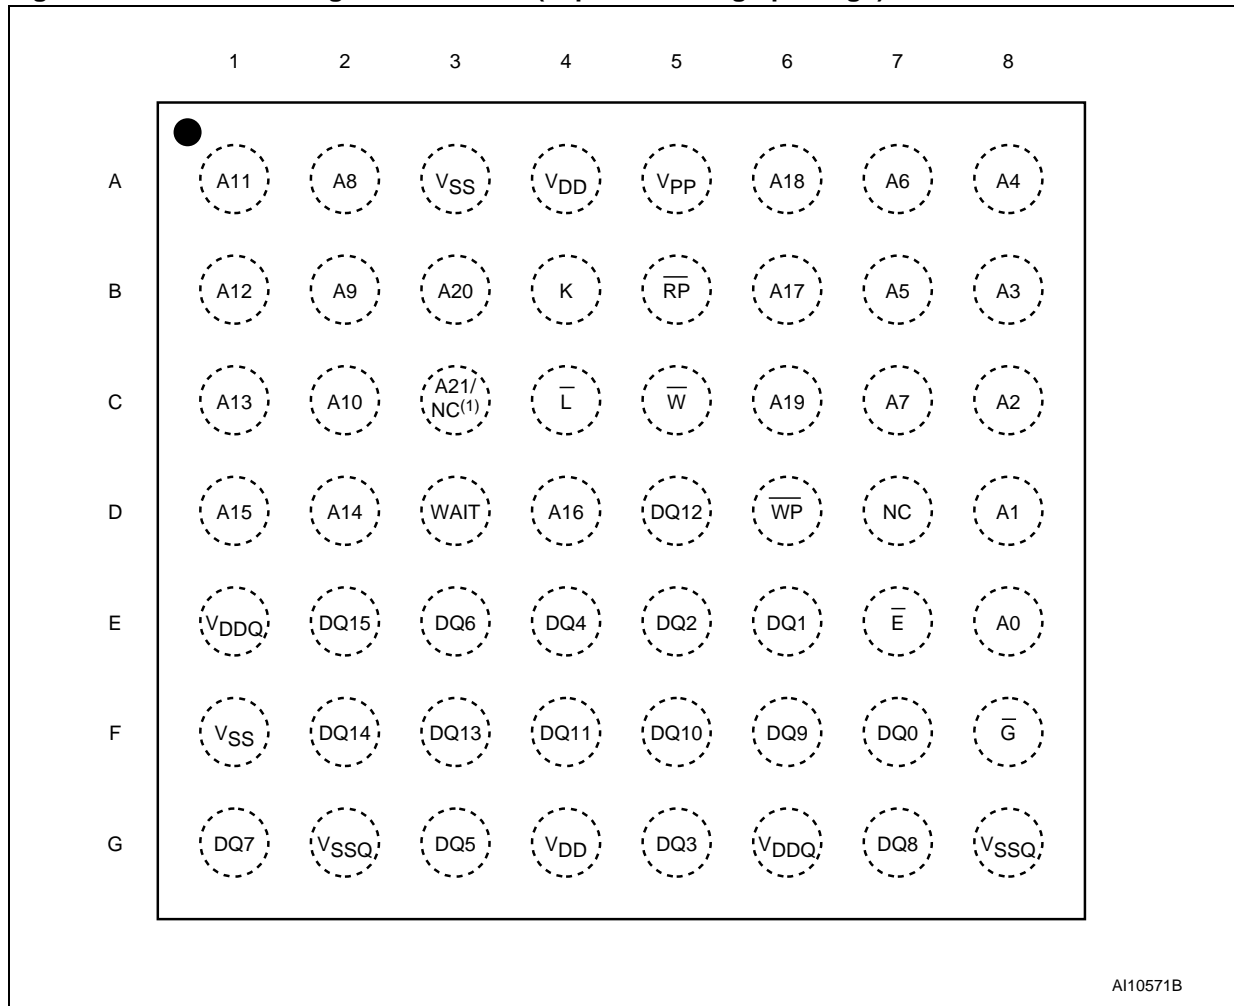 1 2 3 4 5 6 7 8
A A11 A8 VSS VDD VPP A18 A6 A4
B A12 A9 A20 K R̅P̅ A17 A5 A3
C A13 A10 A21/ NC(1) L̅ W̅ A19 A7 A2
D A15 A14 WAIT A16 DQ12 W̅P̅ NC A1
E VDDQ DQ15 DQ6 DQ4 DQ2 DQ1 E̅ A0
F VSS DQ14 DQ13 DQ11 DQ10 DQ9 DQ0 G̅
G DQ7 VSSQ DQ5 VDD DQ3 VDDQ DQ8 VSSQ
AI10571B